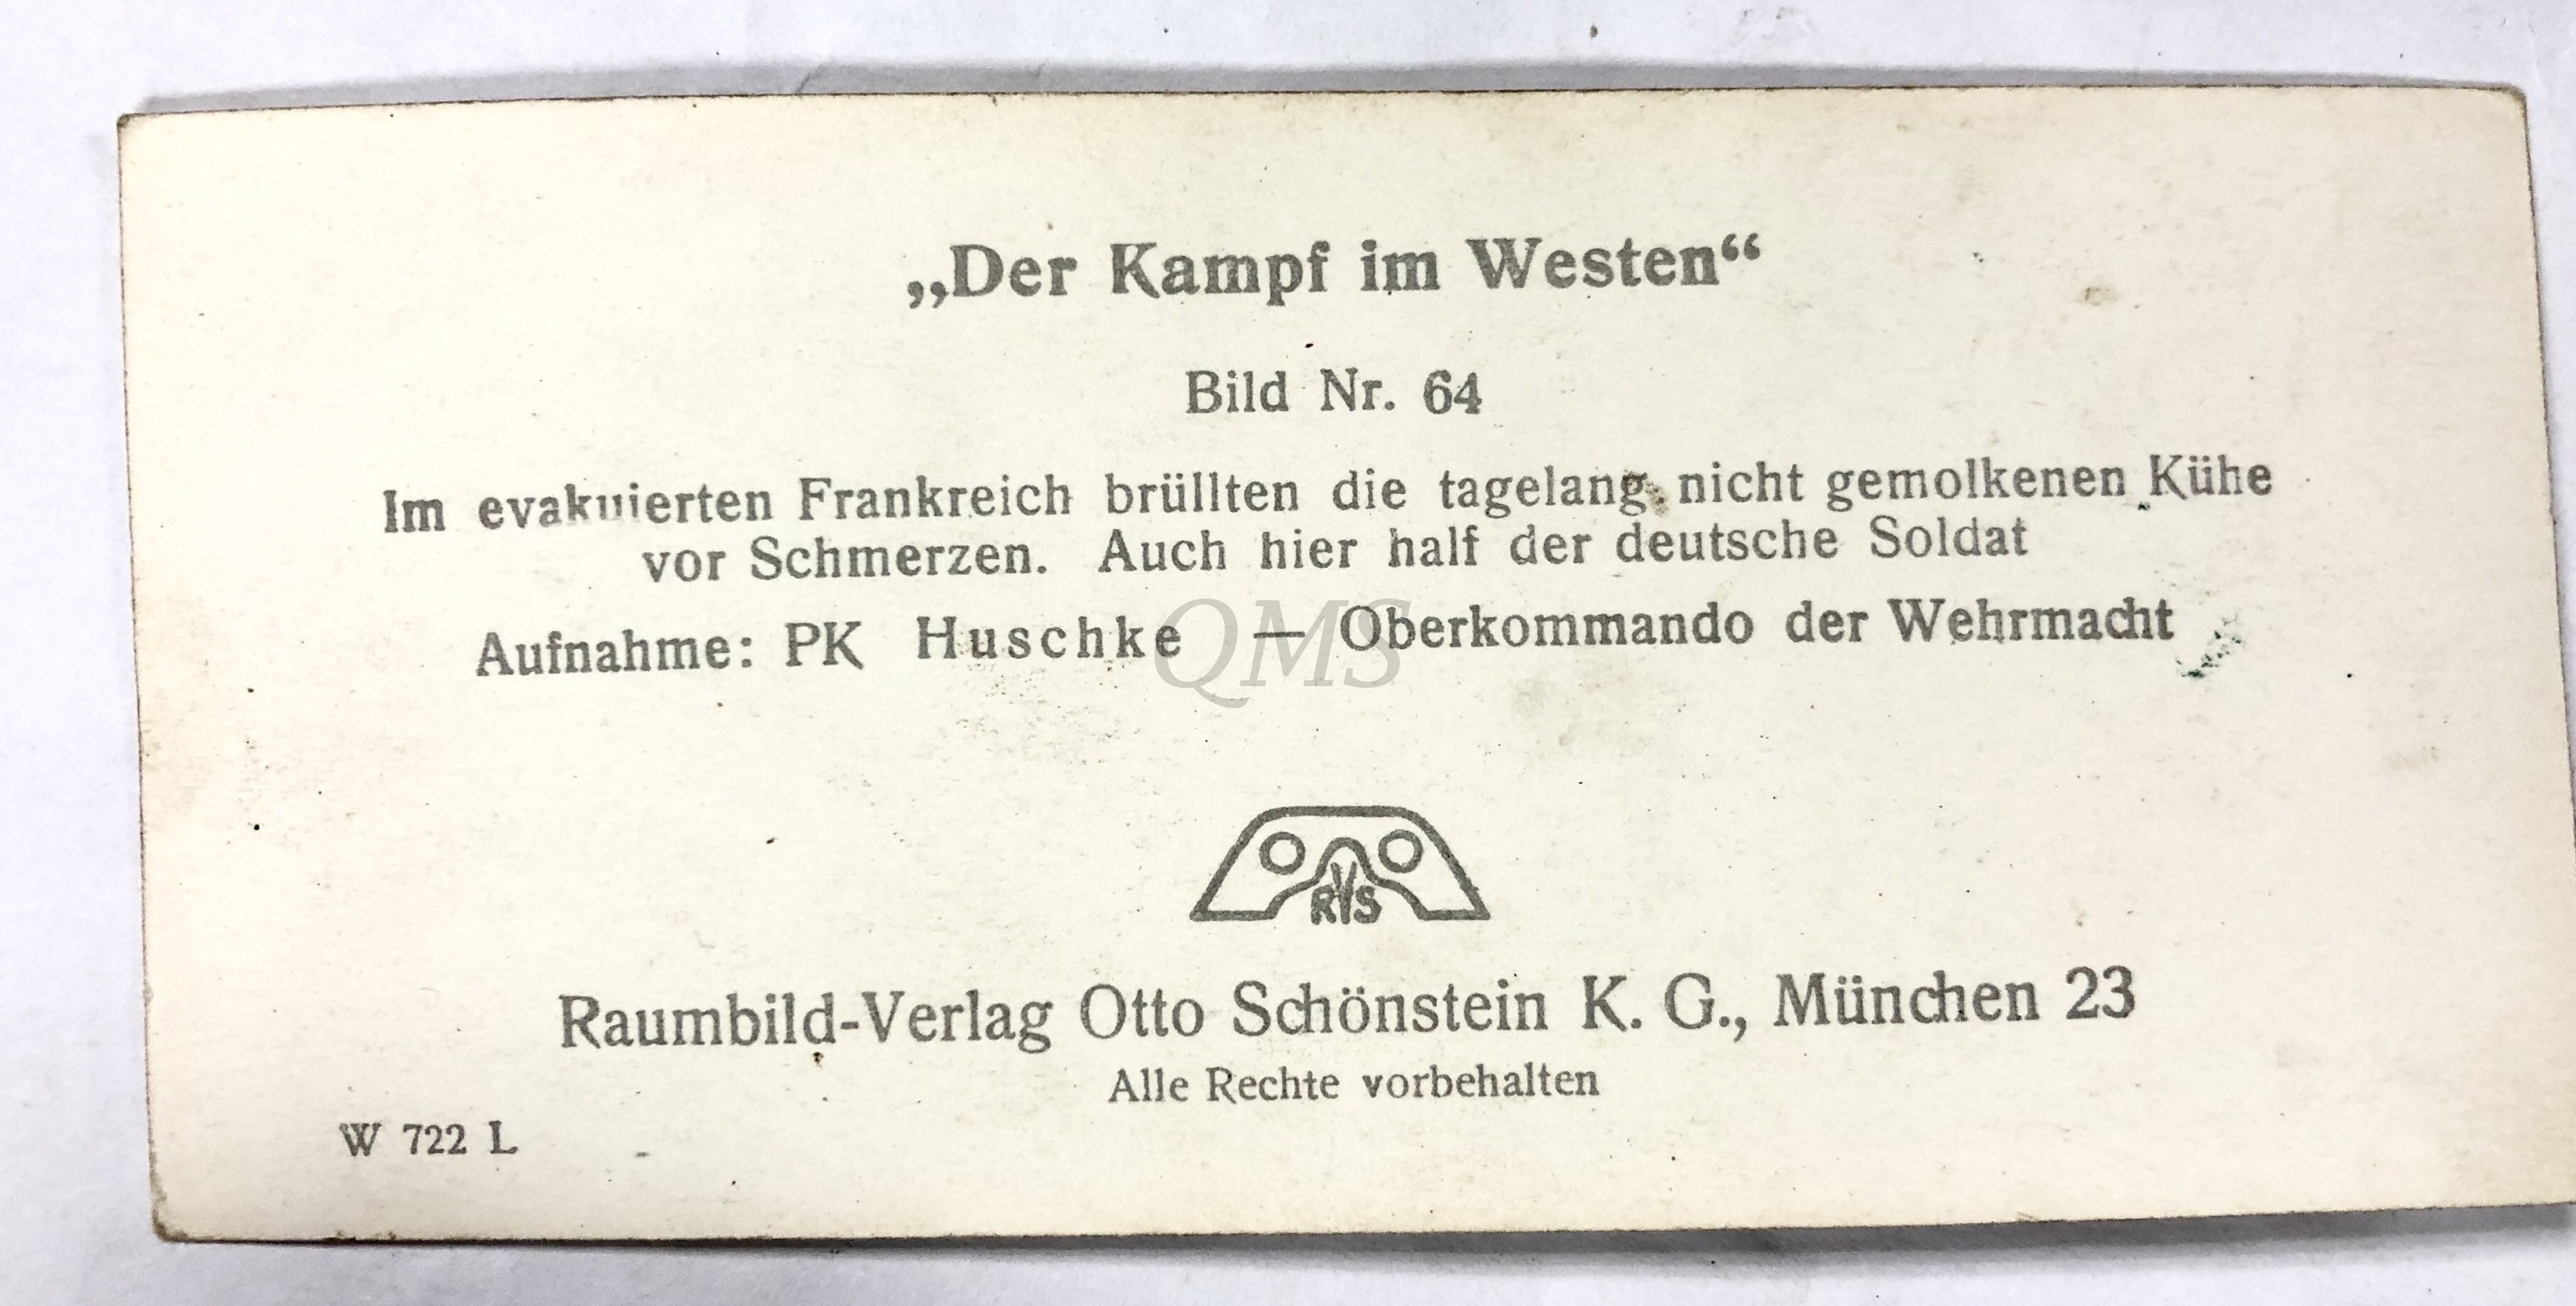 „Der Kampf im Westen“
Bild Nr. 64
Im evakuierten Frankreich brüllten die tagelang nicht gemolkenen Kühe
vor Schmerzen. Auch hier half der deutsche Soldat
Aufnahme: PK Huschke — Oberkommando der Wehrmacht
QMS
RVS
Raumbild-Verlag Otto Schönstein K. G., München 23
Alle Rechte vorbehalten
W 722 L